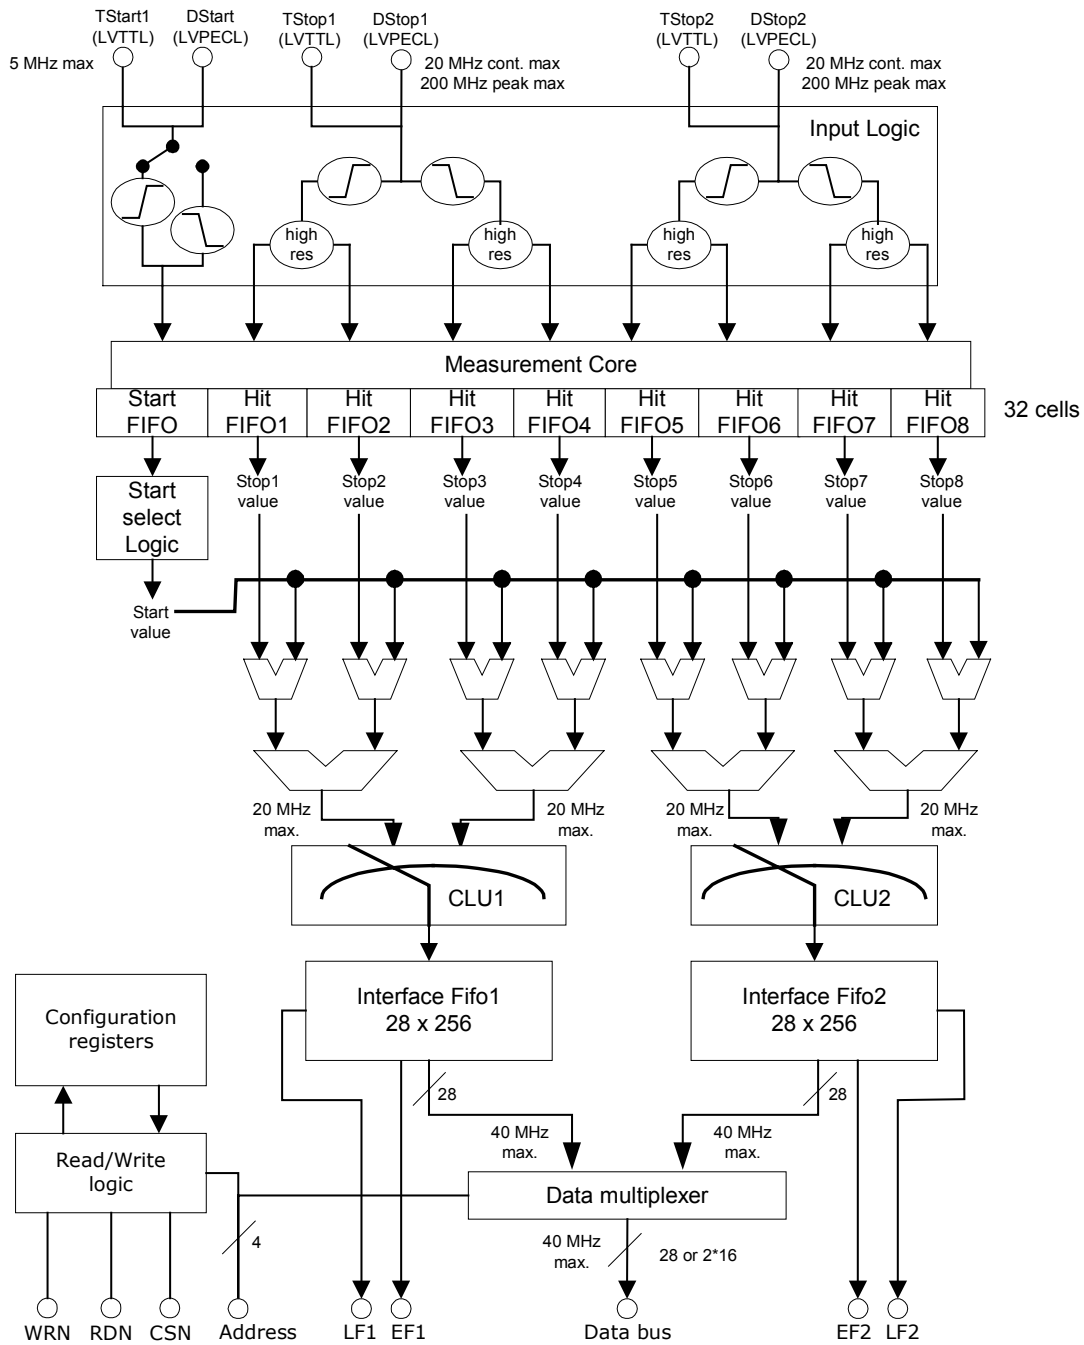 TStart1
(LVTTL)
DStart
(LVPECL)
TStop1
(LVTTL)
DStop1
(LVPECL)
TStop2
(LVTTL)
DStop2
(LVPECL)
5 MHz max
20 MHz cont. max
200 MHz peak max
20 MHz cont. max
200 MHz peak max
Input Logic
high
res
high
res
high
res
high
res
Measurement Core
Start
FIFO
Hit
FIFO1
Hit
FIFO2
Hit
FIFO3
Hit
FIFO4
Hit
FIFO5
Hit
FIFO6
Hit
FIFO7
Hit
FIFO8
32 cells
Start
select
Logic
Stop1
value
Stop2
value
Stop3
value
Stop4
value
Stop5
value
Stop6
value
Stop7
value
Stop8
value
Start
value
20 MHz
max.
20 MHz
max.
20 MHz
max.
20 MHz
max.
CLU1
CLU2
Interface Fifo1
28 x 256
Interface Fifo2
28 x 256
Configuration
registers
28
28
40 MHz
max.
40 MHz
max.
Read/Write
logic
Data multiplexer
4
40 MHz
max.
28 or 2*16
WRN
RDN
CSN
Address
LF1
EF1
Data bus
EF2
LF2